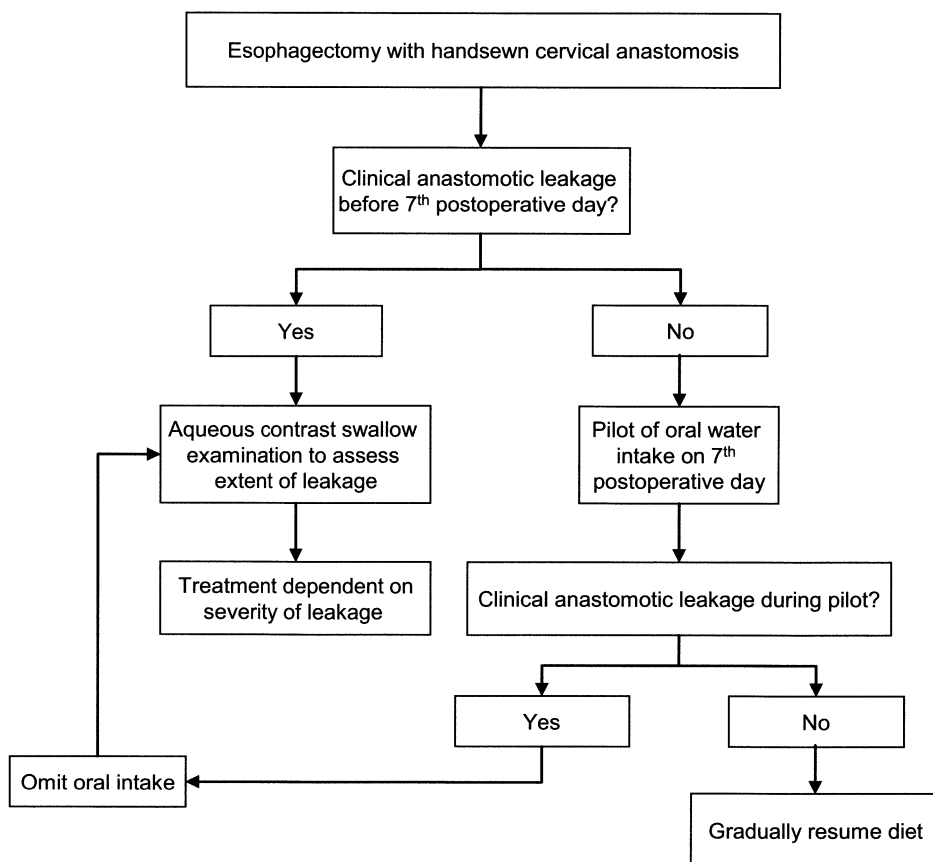 Esophagectomy with handsewn cervical anastomosis
Clinical anastomotic leakage
before 7th postoperative day?
Yes
No
Aqueous contrast swallow
examination to assess
extent of leakage
Pilot of oral water
intake on 7th
postoperative day
Treatment dependent on
severity of leakage
Clinical anastomotic leakage during pilot?
Yes
No
Omit oral intake
Gradually resume diet